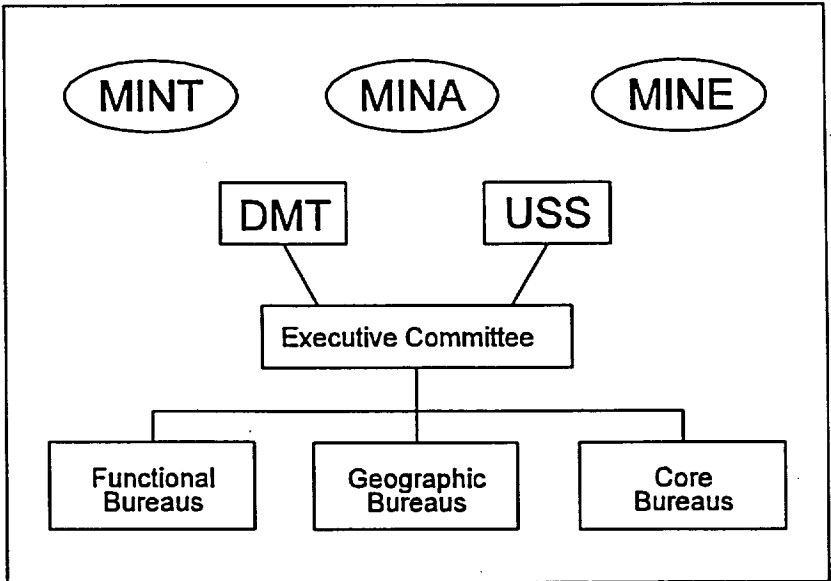 MINT MINA MINE
DMT USS
Executive Committee
Functional Geographic Core
Bureaus Bureaus Bureaus